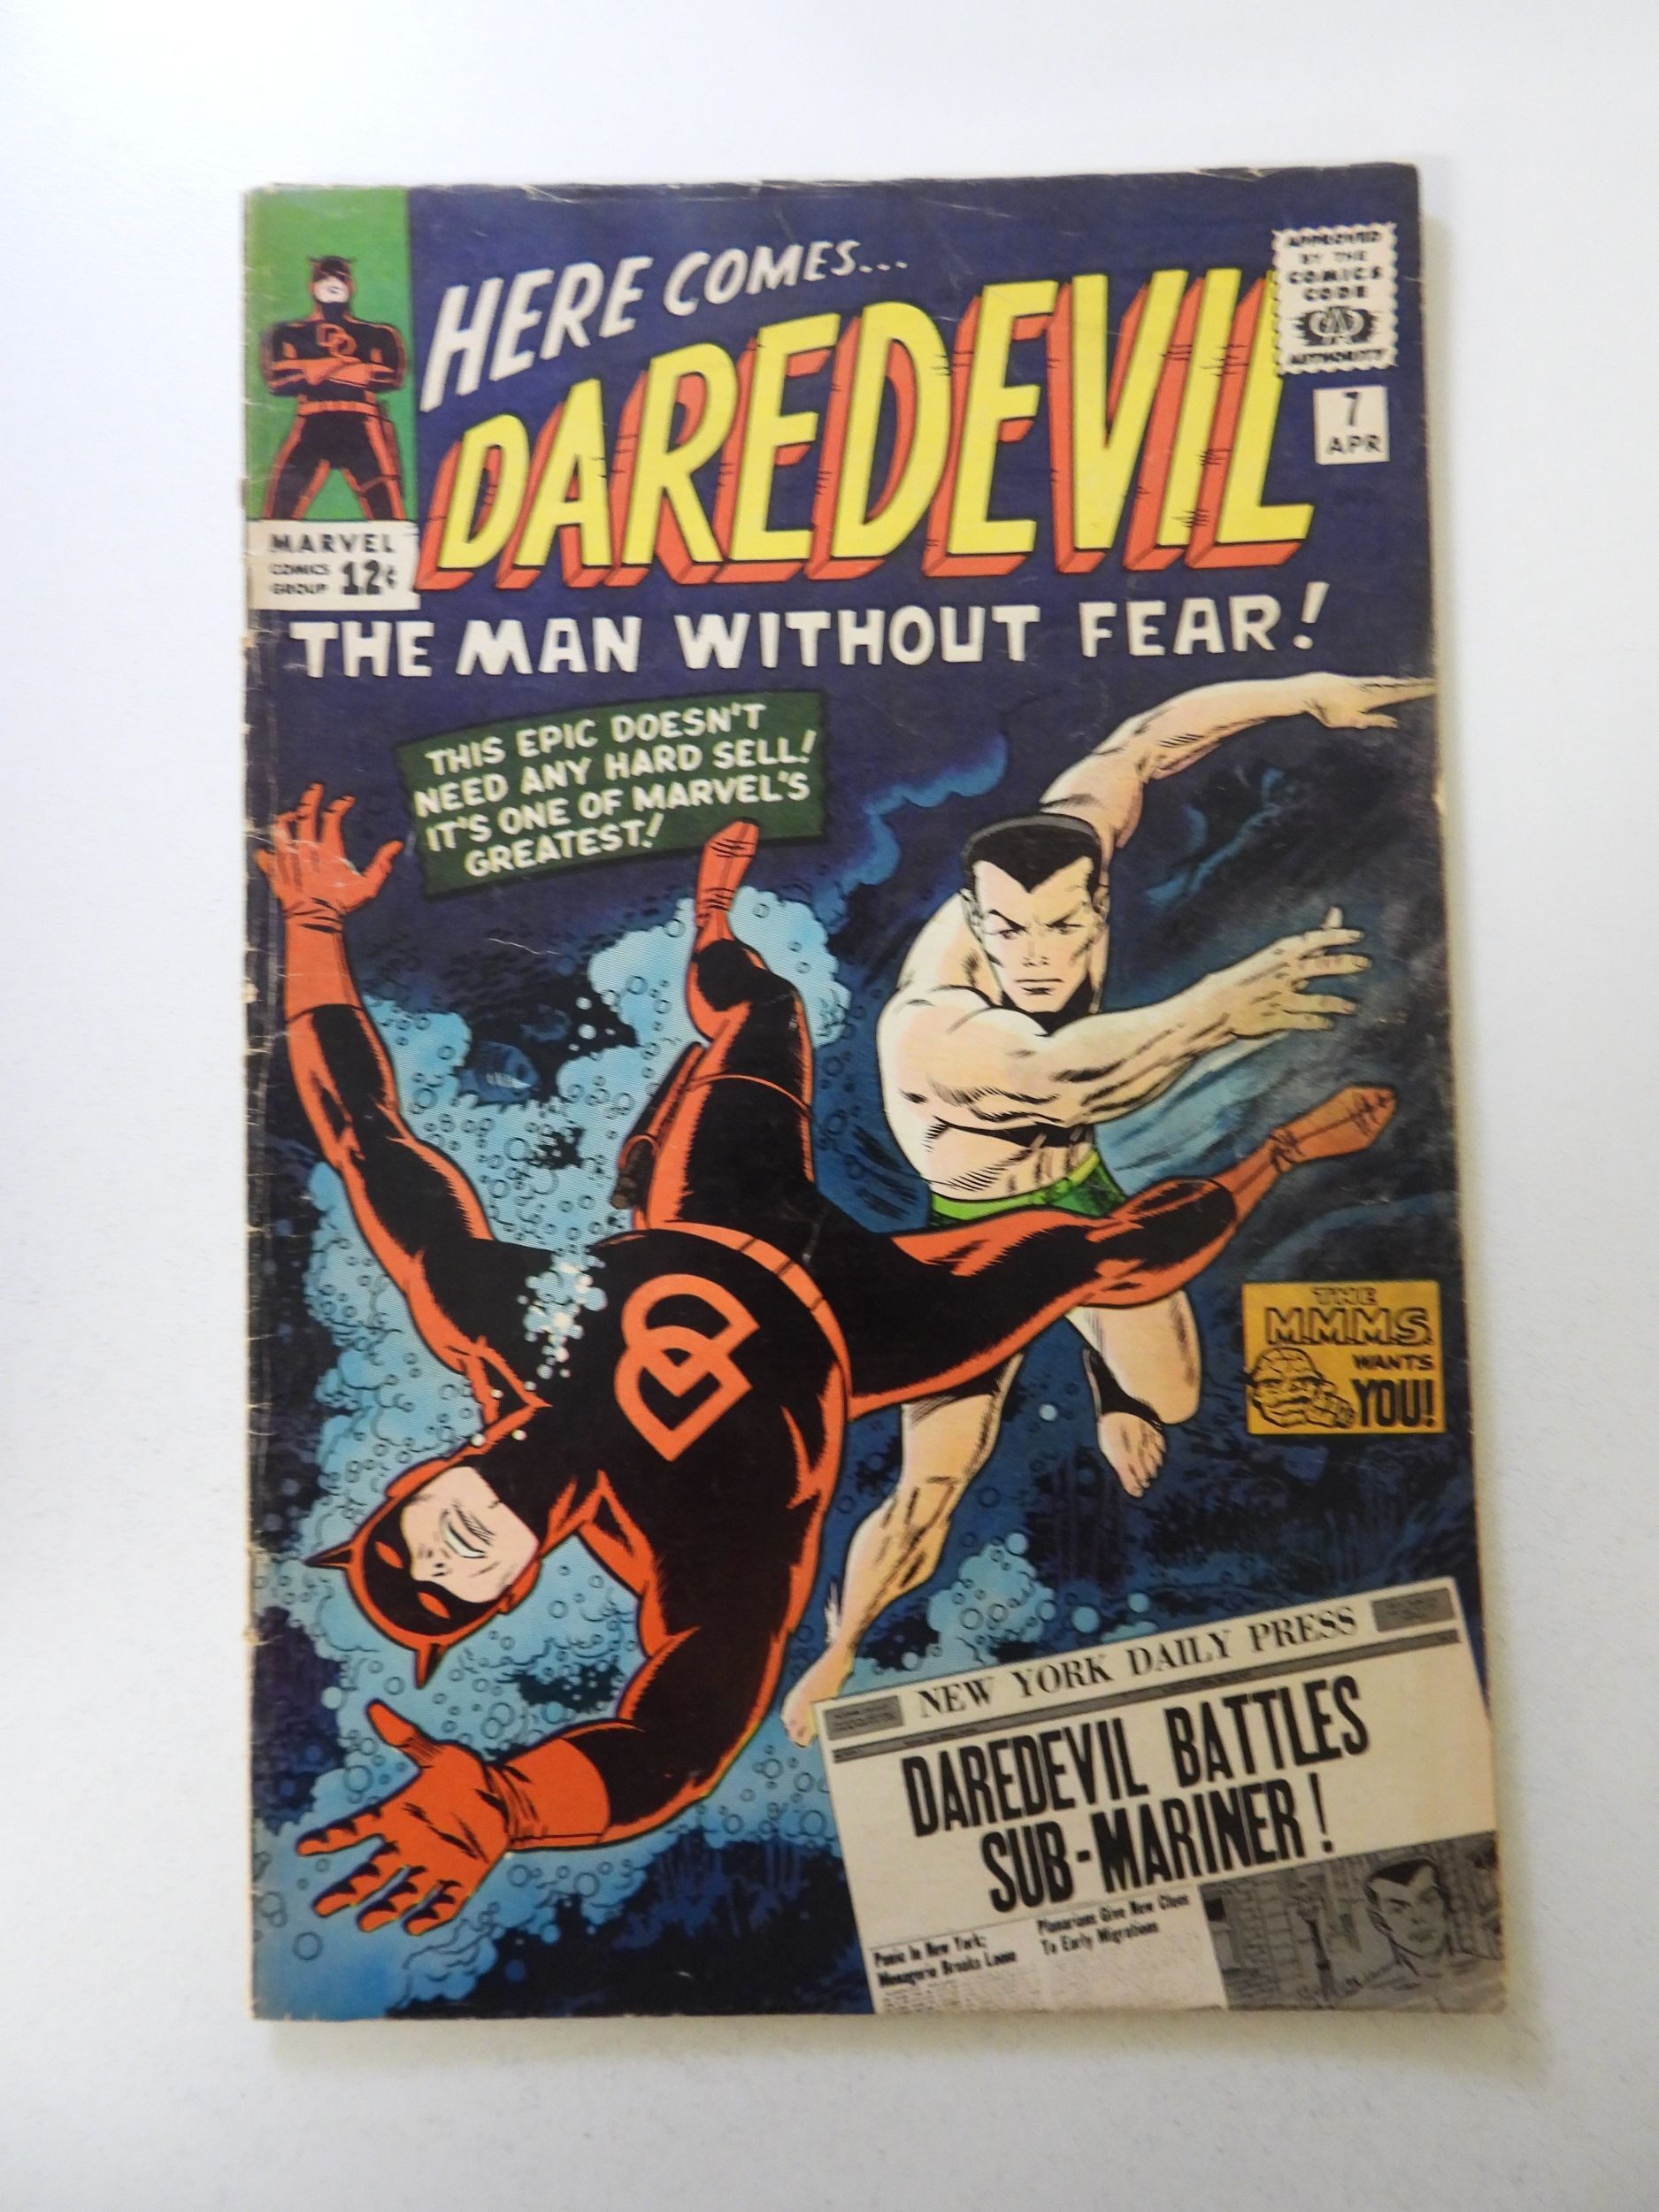 HERE COMES...
DAREDEVIL
THE MAN WITHOUT FEAR!
APPROVED
BY THE
COMICS
CODE
AUTHORITY
7
APR
DD
MARVEL
COMICS
GROUP 12¢
THIS EPIC DOESN'T
NEED ANY HARD SELL!
IT'S ONE OF MARVEL'S
GREATEST!
DD
THE
M.M.M.S.
WANTS
YOU!
NEW YORK DAILY PRESS
DAREDEVIL BATTLES
SUB-MARINER!
Panic In New York;
Menagerie Breaks Loose
Planarians Give New Clues
To Early Migrations